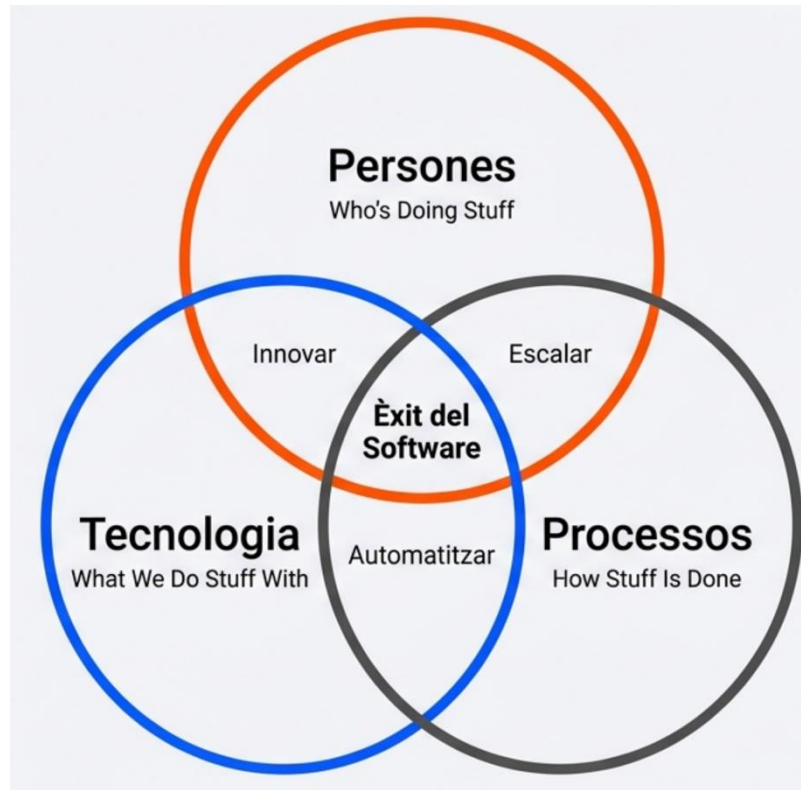 Persones
Who's Doing Stuff
Innovar
Escalar
Èxit del
Software
Tecnologia
What We Do Stuff With
Automatitzar
Processos
How Stuff Is Done